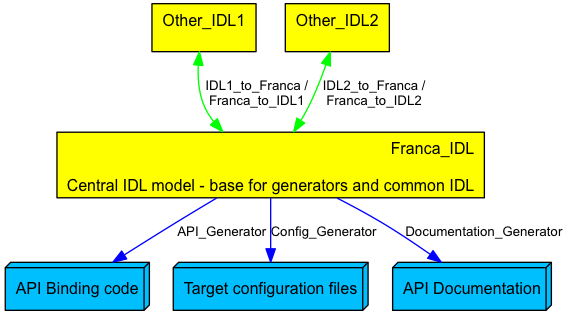 Other_IDL1
Other_IDL2
IDL1_to_Franca /
Franca_to_IDL1
IDL2_to_Franca /
Franca_to_IDL2
Franca_IDL
Central IDL model - base for generators and common IDL
API_Generator
Config_Generator
Documentation_Generator
API Binding code
Target configuration files
API Documentation